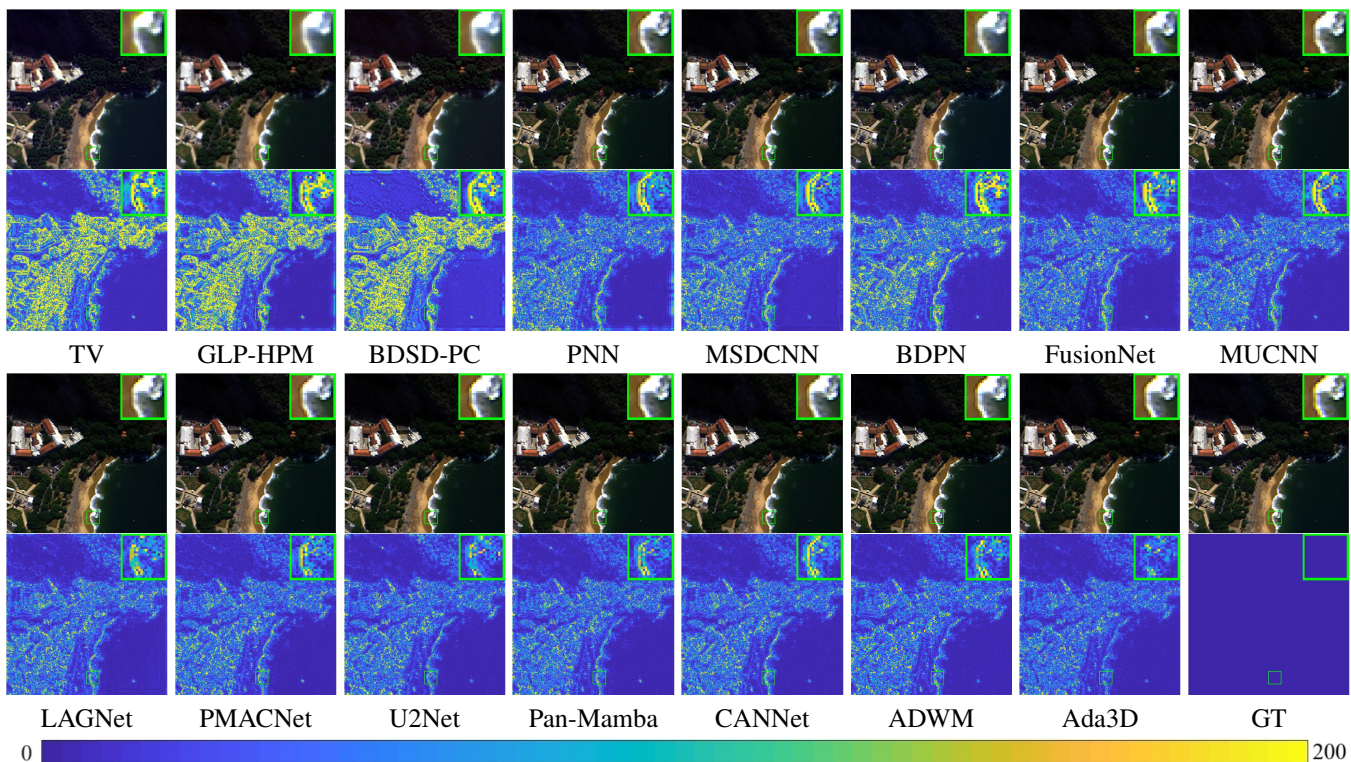 TV GLP-HPM BDSD-PC PNN MSDCNN BDPN FusionNet MUCNN
LAGNet PMACNet U2Net Pan-Mamba CANNet ADWM Ada3D GT
0 200